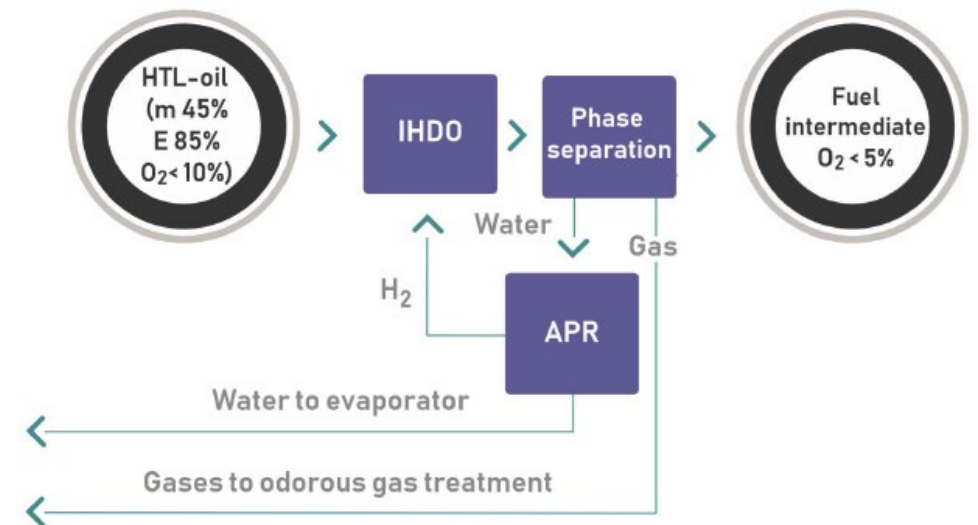 HTL-oil
(m 45%
E 85%
O₂< 10%)
IHDO
Phase
separation
Fuel
intermediate
O₂ < 5%
Water
Gas
H₂
APR
Water to evaporator
Gases to odorous gas treatment